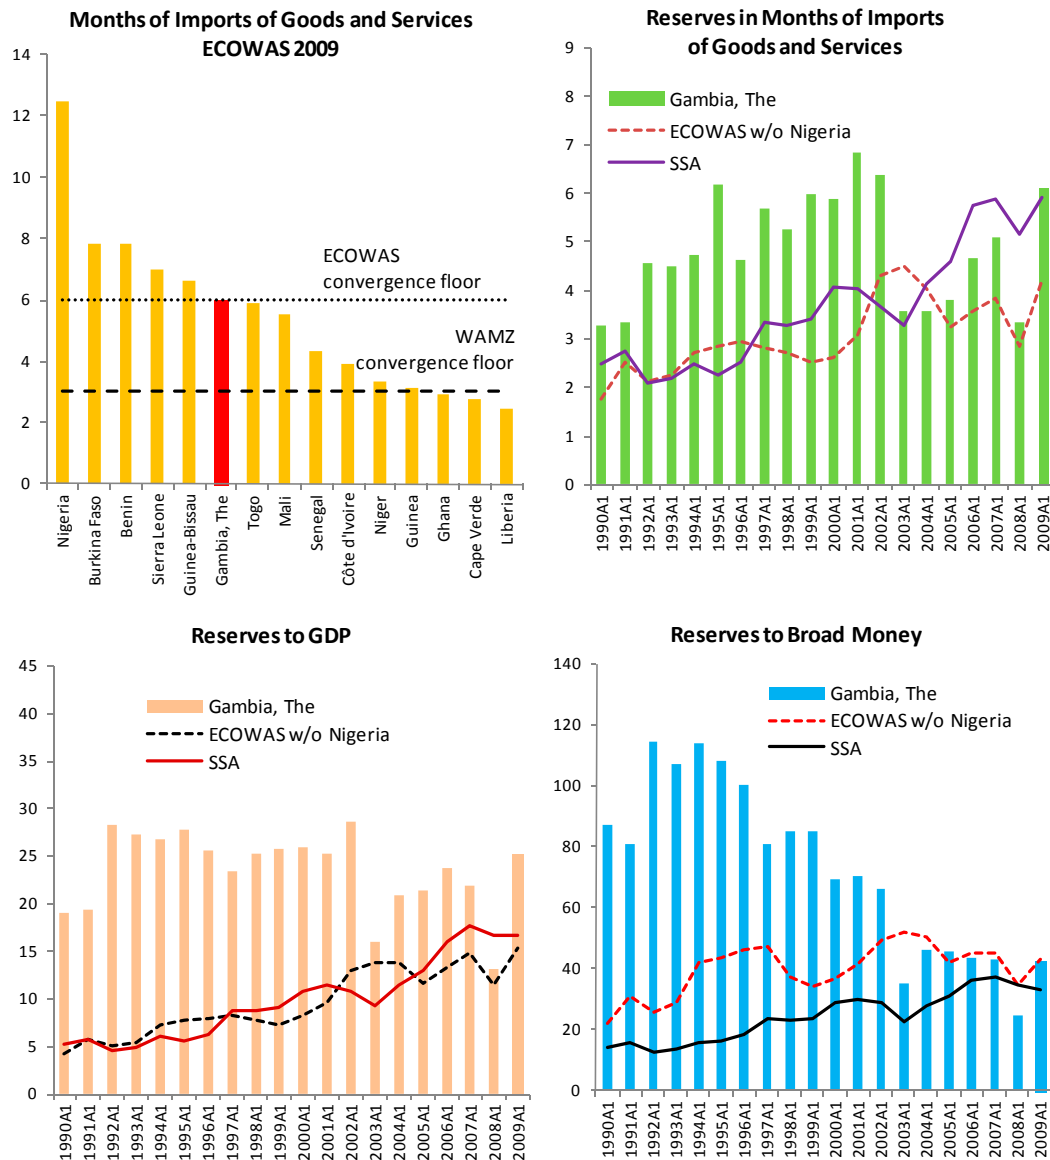 Months of Imports of Goods and Services
ECOWAS 2009
14
12
10
8
6
4
2
0
ECOWAS
convergence floor
WAMZ
convergence floor
Nigeria
Burkina Faso
Benin
Sierra Leone
Guinea-Bissau
Gambia, The
Togo
Mali
Senegal
Côte d'Ivoire
Niger
Guinea
Ghana
Cape Verde
Liberia
Reserves in Months of Imports
of Goods and Services
9
8
7
6
5
4
3
2
1
0
Gambia, The
ECOWAS w/o Nigeria
SSA
1990A1
1991A1
1992A1
1993A1
1994A1
1995A1
1996A1
1997A1
1998A1
1999A1
2000A1
2001A1
2002A1
2003A1
2004A1
2005A1
2006A1
2007A1
2008A1
2009A1
Reserves to GDP
45
40
35
30
25
20
15
10
5
0
Gambia, The
ECOWAS w/o Nigeria
SSA
1990A1
1991A1
1992A1
1993A1
1994A1
1995A1
1996A1
1997A1
1998A1
1999A1
2000A1
2001A1
2002A1
2003A1
2004A1
2005A1
2006A1
2007A1
2008A1
2009A1
Reserves to Broad Money
140
120
100
80
60
40
20
0
Gambia, The
ECOWAS w/o Nigeria
SSA
1990A1
1991A1
1992A1
1993A1
1994A1
1995A1
1996A1
1997A1
1998A1
1999A1
2000A1
2001A1
2002A1
2003A1
2004A1
2005A1
2006A1
2007A1
2008A1
2009A1